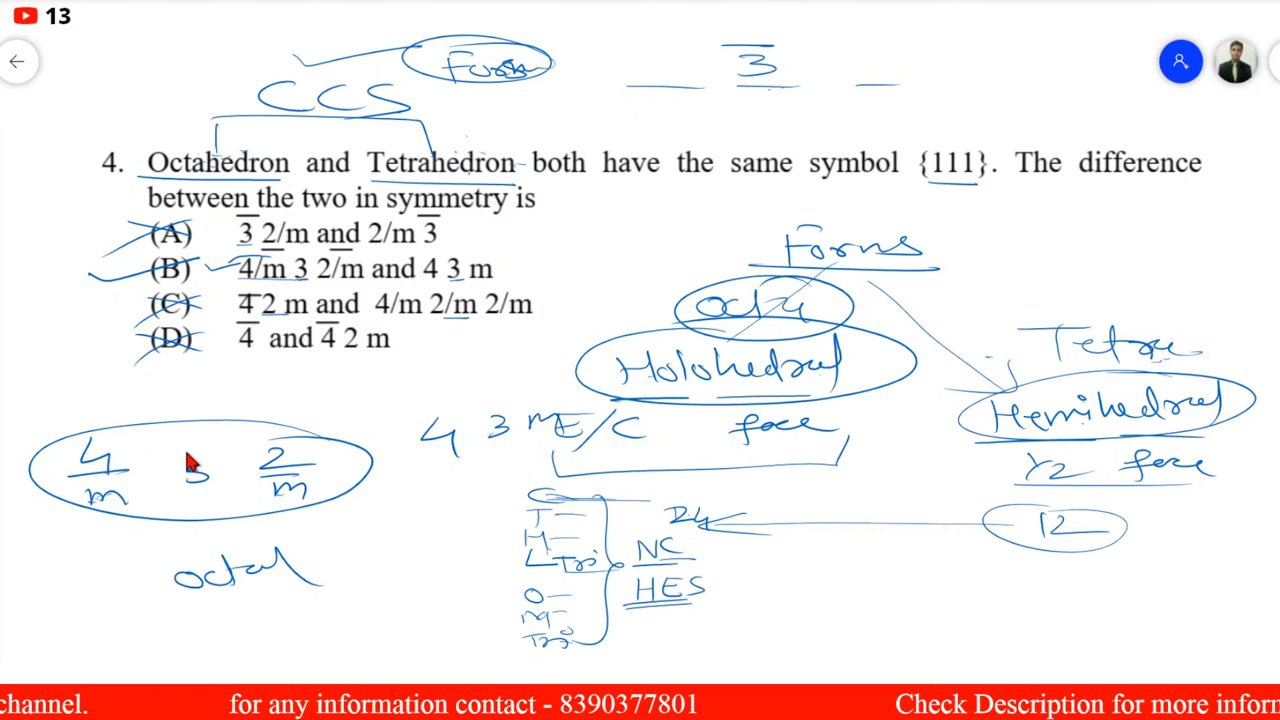 13
Form
CCS
3̅
4. Octahedron and Tetrahedron both have the same symbol {111}. The difference
between the two in symmetry is
(A) 3̅ 2/m and 2/m 3̅
(B) 4/m 3̅ 2/m and 4̅ 3 m
(C) 4̅ 2 m and 4/m 2/m 2/m
(D) 4̅ and 4̅ 2 m
Forms
Octa
Tetra
Holohedral
Hemihedral
4 3 m E/C face
1/2 face
4/m 3 2/m
C
T
24
12
H
NC
L Tri
HES
O
octal
for any information contact - 8390377801
channel.
Check Description for more inform